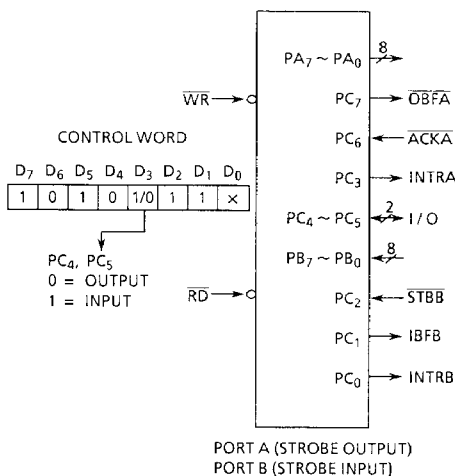 PA7 ~ PA0 8
WR PC7 OBFA
PC6 ACKA
CONTROL WORD
PC3 INTRA
D7 D6 D5 D4 D3 D2 D1 D0
1 0 1 0 1/0 1 1 ×
PC4 ~ PC5 2 I/O
PB7 ~ PB0 8
PC4, PC5
0 = OUTPUT
1 = INPUT
RD PC2 STBB
PC1 IBFB
PC0 INTRB
PORT A (STROBE OUTPUT)
PORT B (STROBE INPUT)